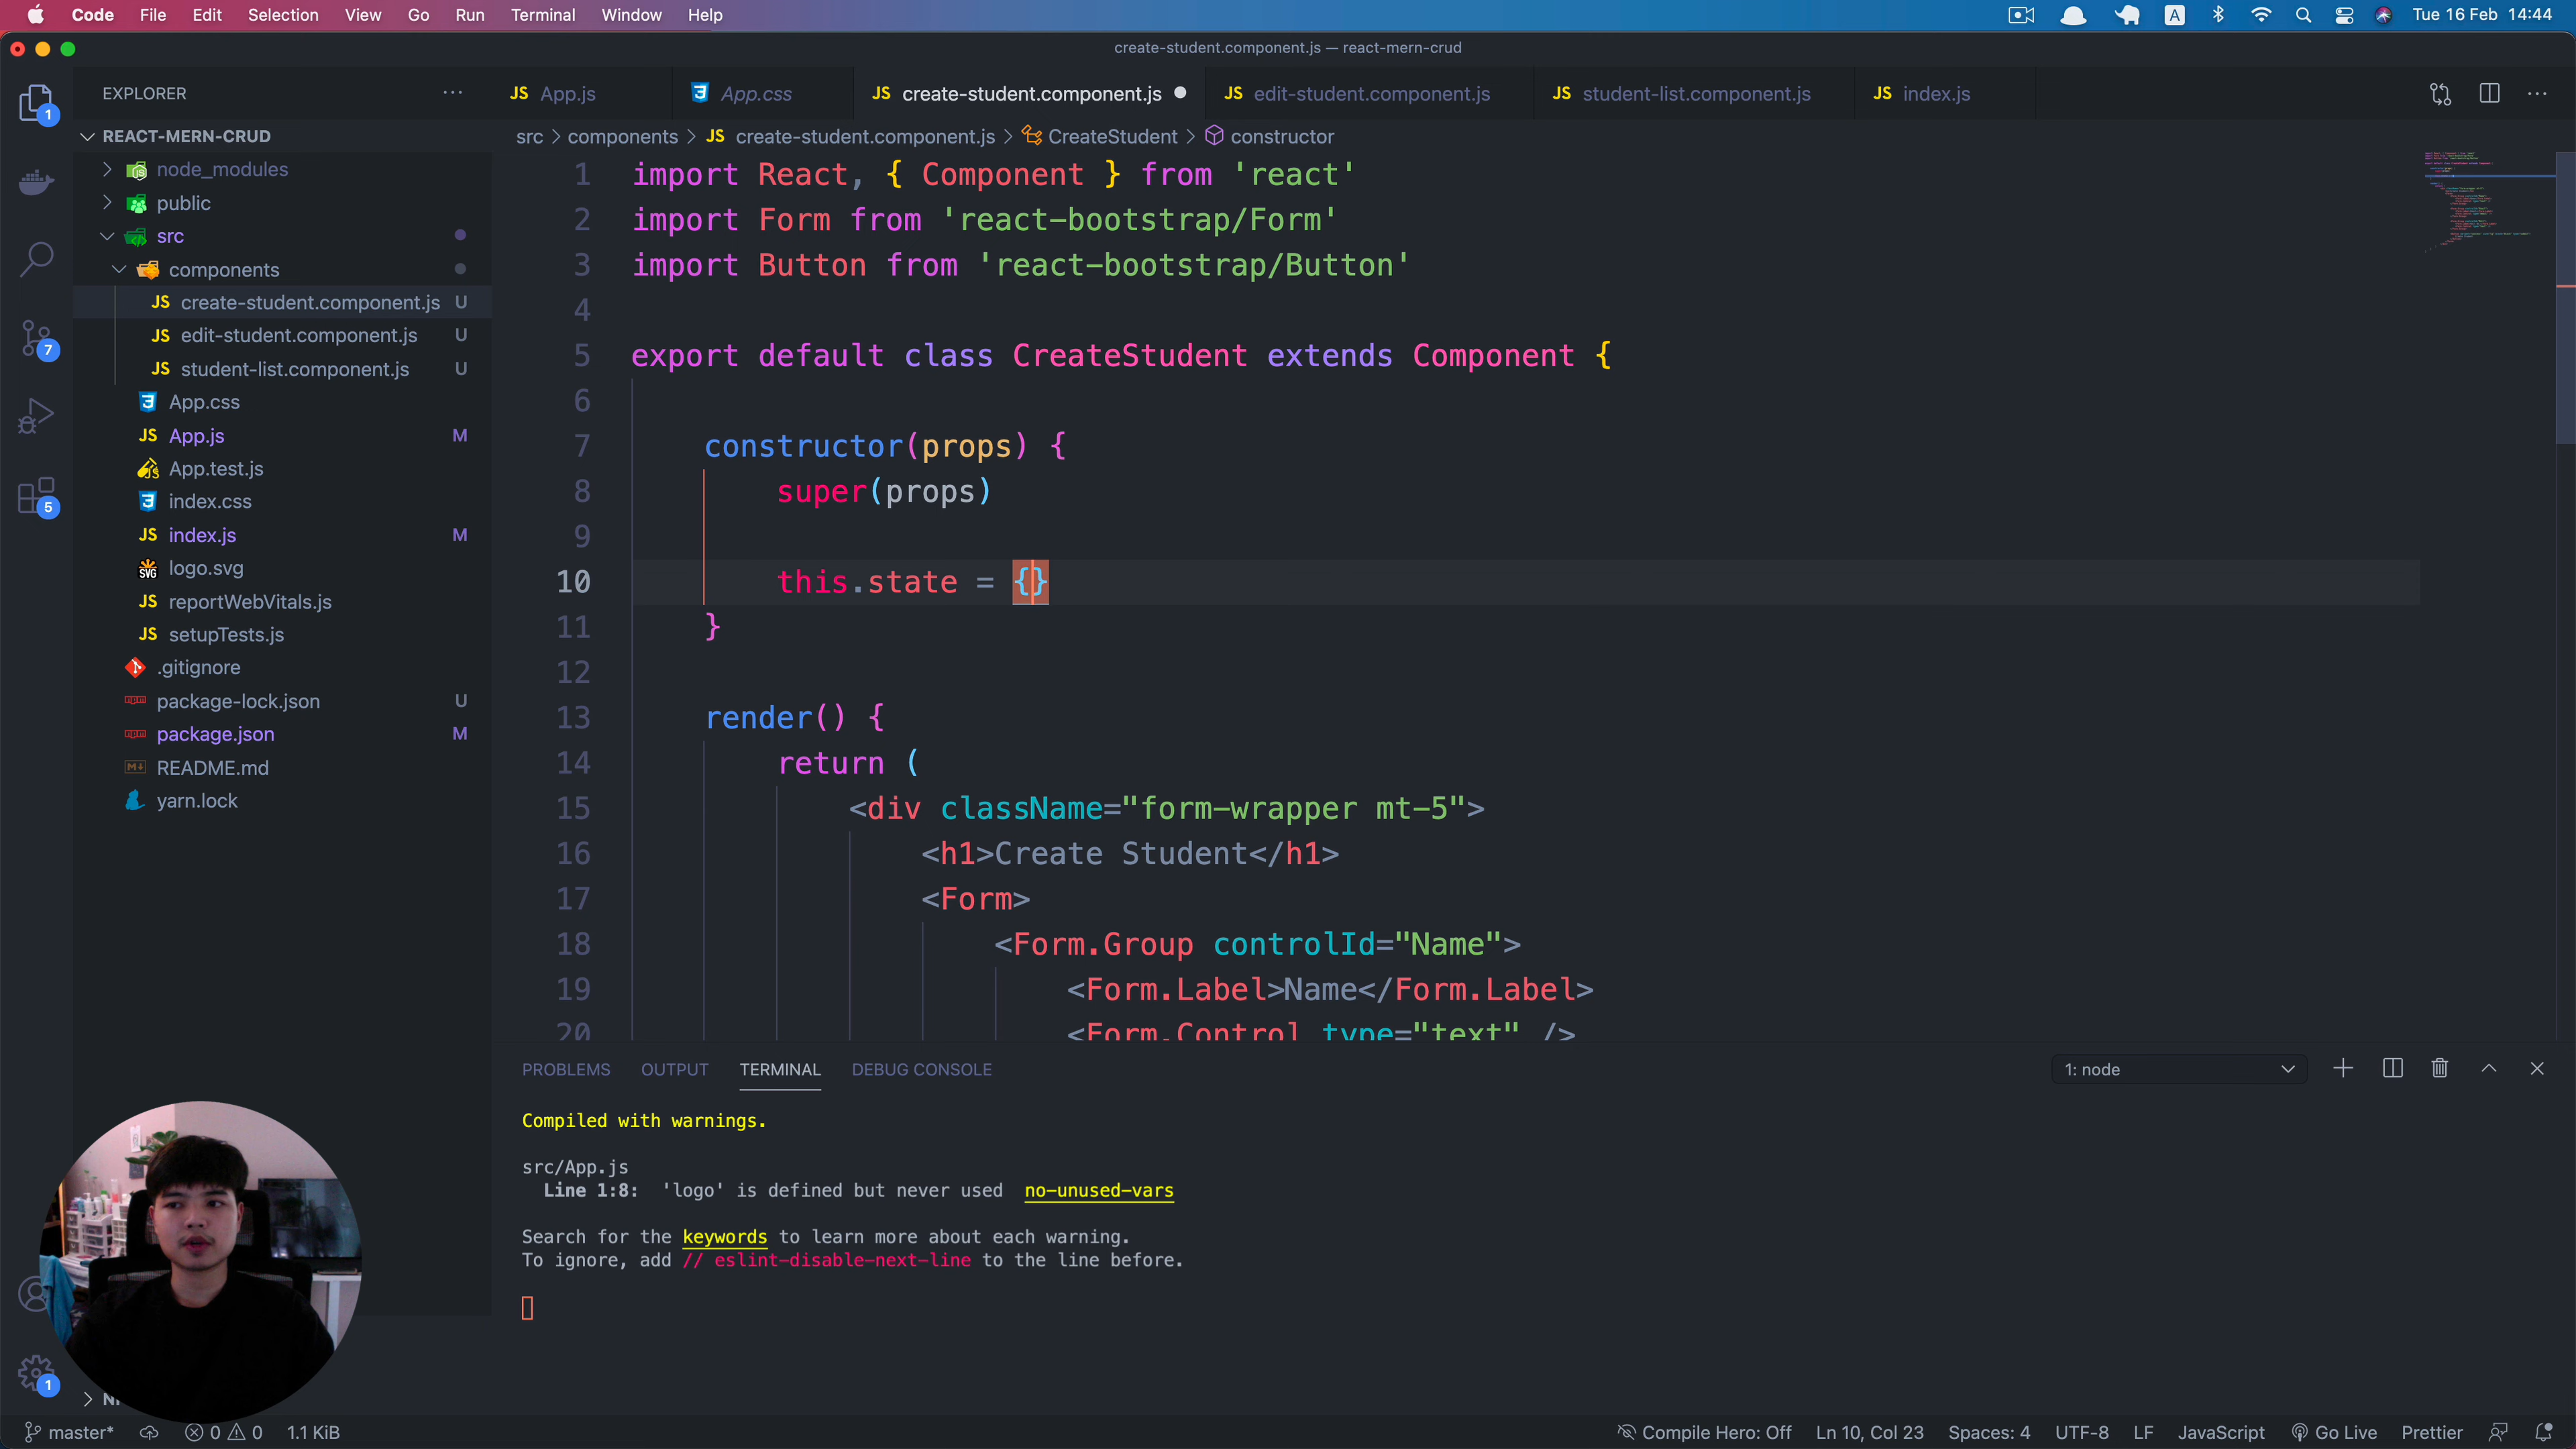 Code File Edit Selection View Go Run Terminal Window Help
A
Tue 16 Feb 14:44
create-student.component.js — react-mern-crud
EXPLORER
JS App.js
App.css
JS create-student.component.js
JS edit-student.component.js
JS student-list.component.js
JS index.js
src > components > JS create-student.component.js > CreateStudent > constructor
1
7
5
1
REACT-MERN-CRUD
node_modules
public
src
components
JS create-student.component.js U
JS edit-student.component.js U
JS student-list.component.js U
App.css
JS App.js M
App.test.js
index.css
JS index.js M
SVG logo.svg
JS reportWebVitals.js
JS setupTests.js
.gitignore
package-lock.json U
package.json M
README.md
yarn.lock
1 import React, { Component } from 'react'
2 import Form from 'react-bootstrap/Form'
3 import Button from 'react-bootstrap/Button'
4
5 export default class CreateStudent extends Component {
6
7 constructor(props) {
8 super(props)
9
10 this.state = {}
11 }
12
13 render() {
14 return (
15 <div className="form-wrapper mt-5">
16 <h1>Create Student</h1>
17 <Form>
18 <Form.Group controlId="Name">
19 <Form.Label>Name</Form.Label>
20 <Form.Control type="text" />
PROBLEMS OUTPUT TERMINAL DEBUG CONSOLE
1: node
Compiled with warnings.
src/App.js
Line 1:8: 'logo' is defined but never used no-unused-vars
Search for the keywords to learn more about each warning.
To ignore, add // eslint-disable-next-line to the line before.
master* 0 0 1.1 KiB
Compile Hero: Off Ln 10, Col 23 Spaces: 4 UTF-8 LF JavaScript Go Live Prettier